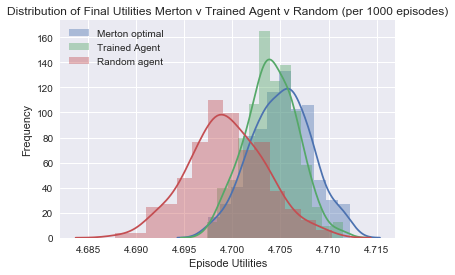 Distribution of Final Utilities Merton v Trained Agent v Random (per 1000 episodes)
Merton optimal
Trained Agent
Random agent
Frequency
160
140
120
100
80
60
40
20
0
4.685 4.690 4.695 4.700 4.705 4.710 4.715
Episode Utilities